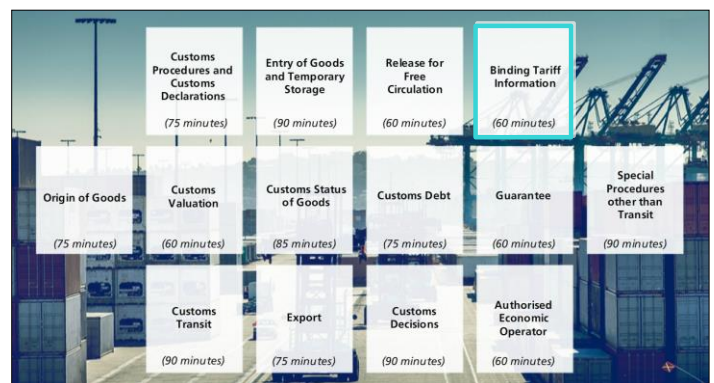 Customs
Procedures and
Customs
Declarations
(75 minutes)
Entry of Goods
and Temporary
Storage
(90 minutes)
Release for
Free
Circulation
(60 minutes)
Binding Tariff
Information
(60 minutes)
Origin of Goods
(75 minutes)
Customs
Valuation
(60 minutes)
Customs Status
of Goods
(85 minutes)
Customs Debt
(75 minutes)
Guarantee
(60 minutes)
Special
Procedures
other than
Transit
(90 minutes)
Customs
Transit
(90 minutes)
Export
(75 minutes)
Customs
Decisions
(90 minutes)
Authorised
Economic
Operator
(60 minutes)